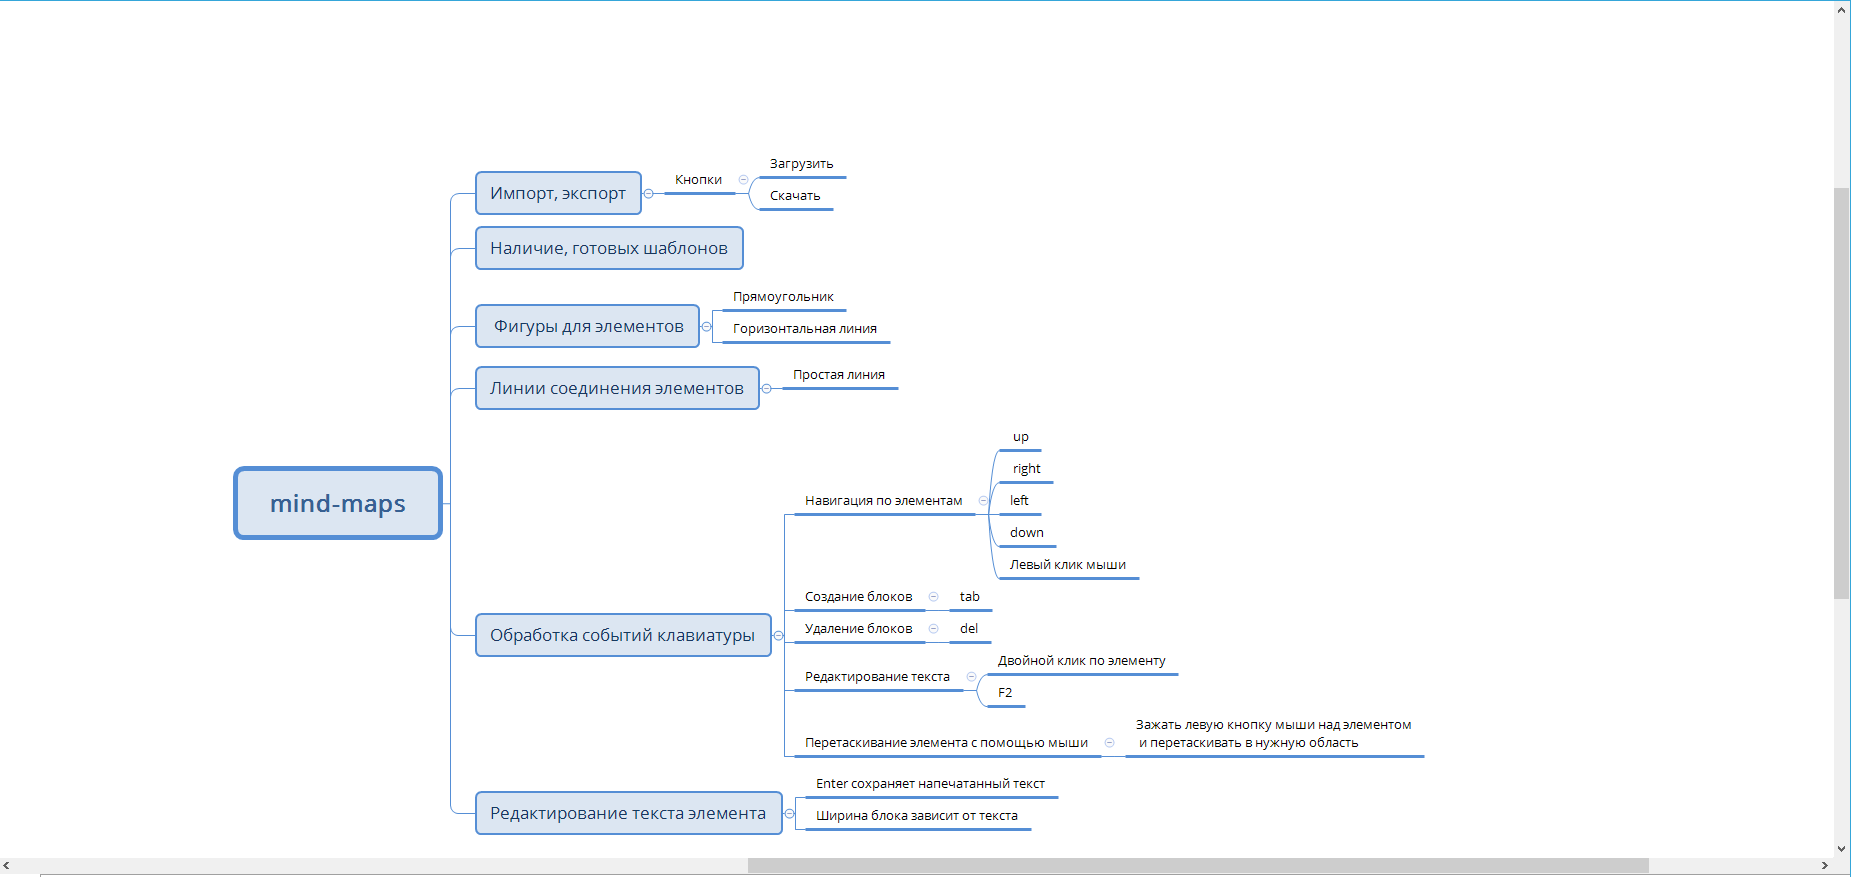 mind-maps
Импорт, экспорт
Кнопки
Загрузить
Скачать
Наличие, готовых шаблонов
Фигуры для элементов
Прямоугольник
Горизонтальная линия
Линии соединения элементов
Простая линия
Обработка событий клавиатуры
Навигация по элементам
up
right
left
down
Левый клик мыши
Создание блоков
tab
Удаление блоков
del
Редактирование текста
Двойной клик по элементу
F2
Перетаскивание элемента с помощью мыши
Зажать левую кнопку мыши над элементом
и перетаскивать в нужную область
Редактирование текста элемента
Enter сохраняет напечатанный текст
Ширина блока зависит от текста